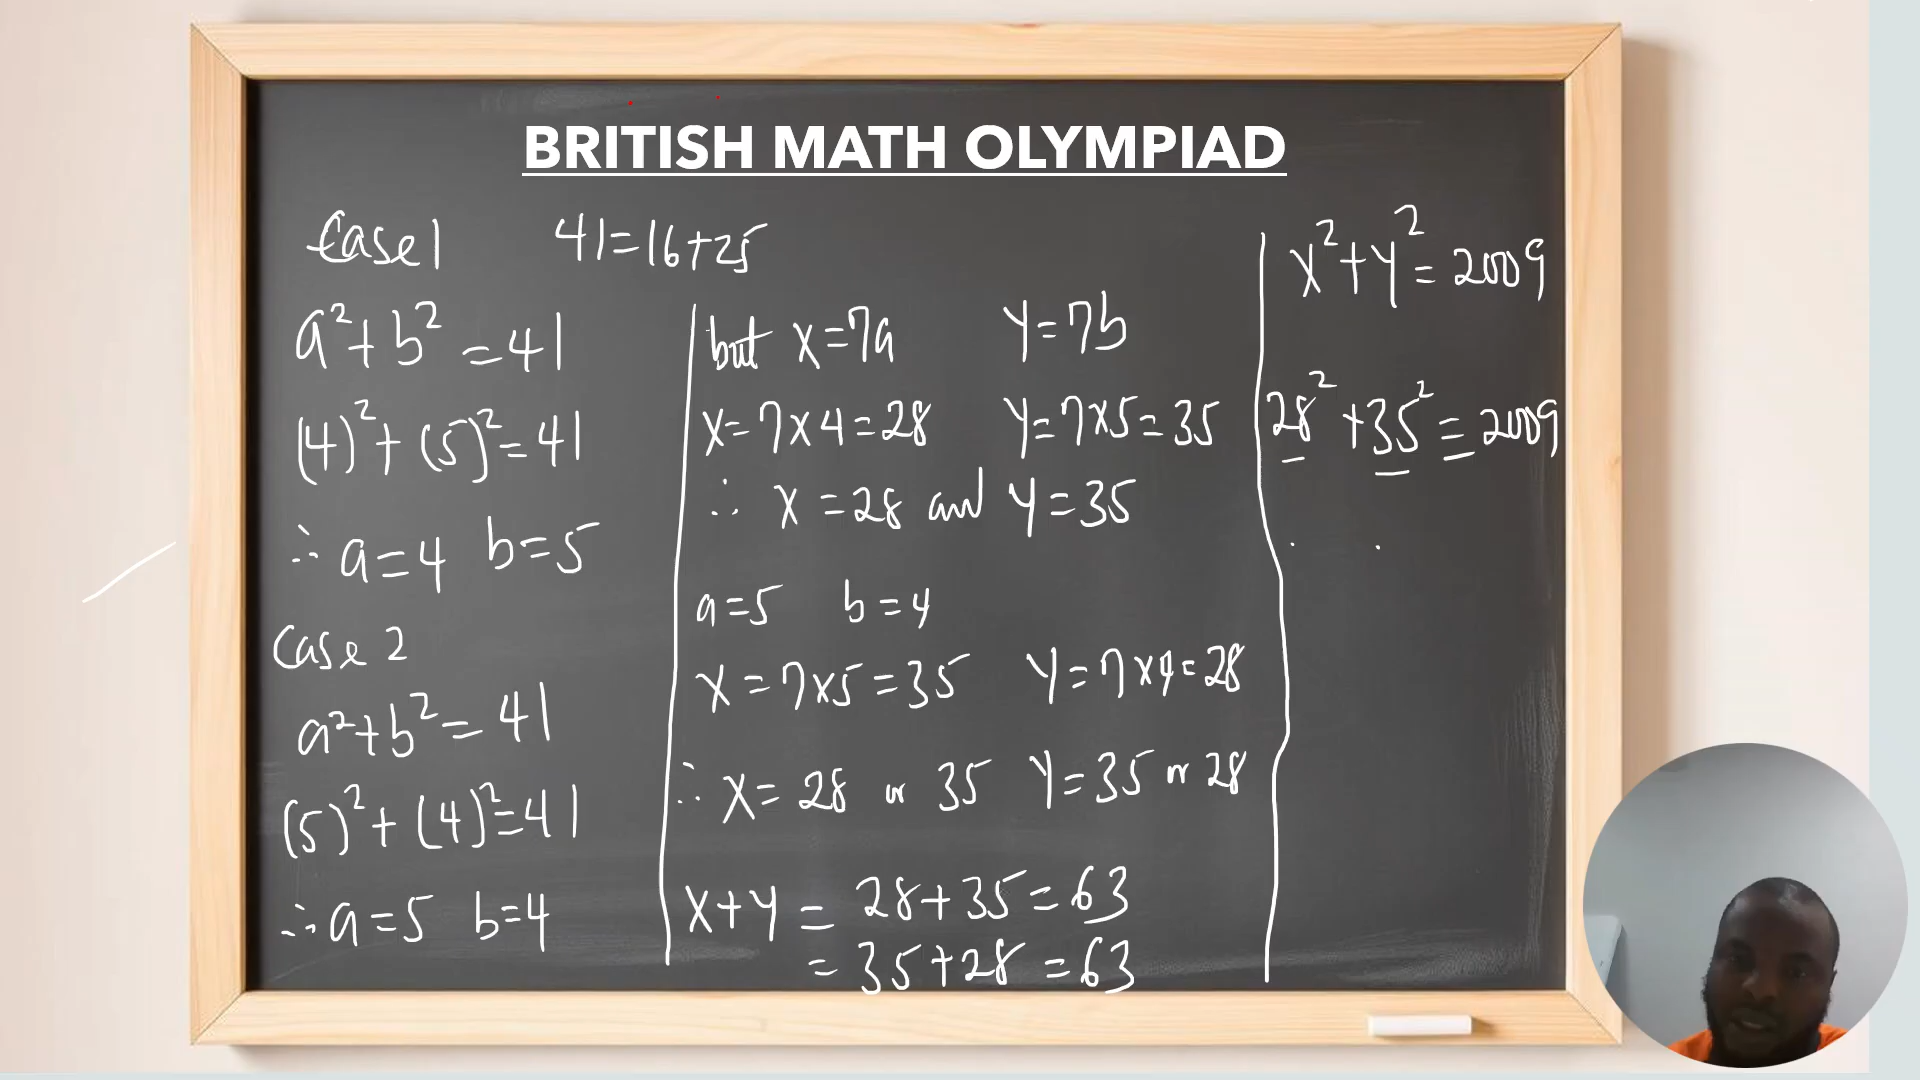 BRITISH MATH OLYMPIAD
Case 1 41=16+25
a²+b²=41
(4)²+(5)²=41
∴ a=4 b=5
Case 2
a²+b²=41
(5)²+(4)²=41
∴ a=5 b=4
but x=7a y=7b
x=7×4=28 y=7×5=35
∴ x=28 and y=35
a=5 b=4
x=7×5=35 y=7×4=28
∴ x=28 or 35 y=35 or 28
x+y=28+35=63
=35+28=63
x²+y²=2009
28²+35²=2009